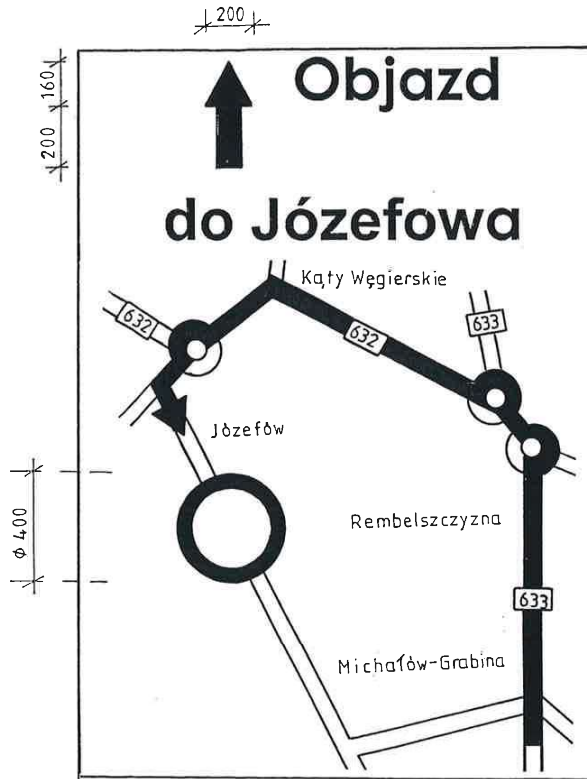 200
160
200
Objazd
do Józefowa
Kąty Węgierskie
632
633
632
Józefów
ϕ 400
Rembelszczyzna
633
Michałów-Grabina